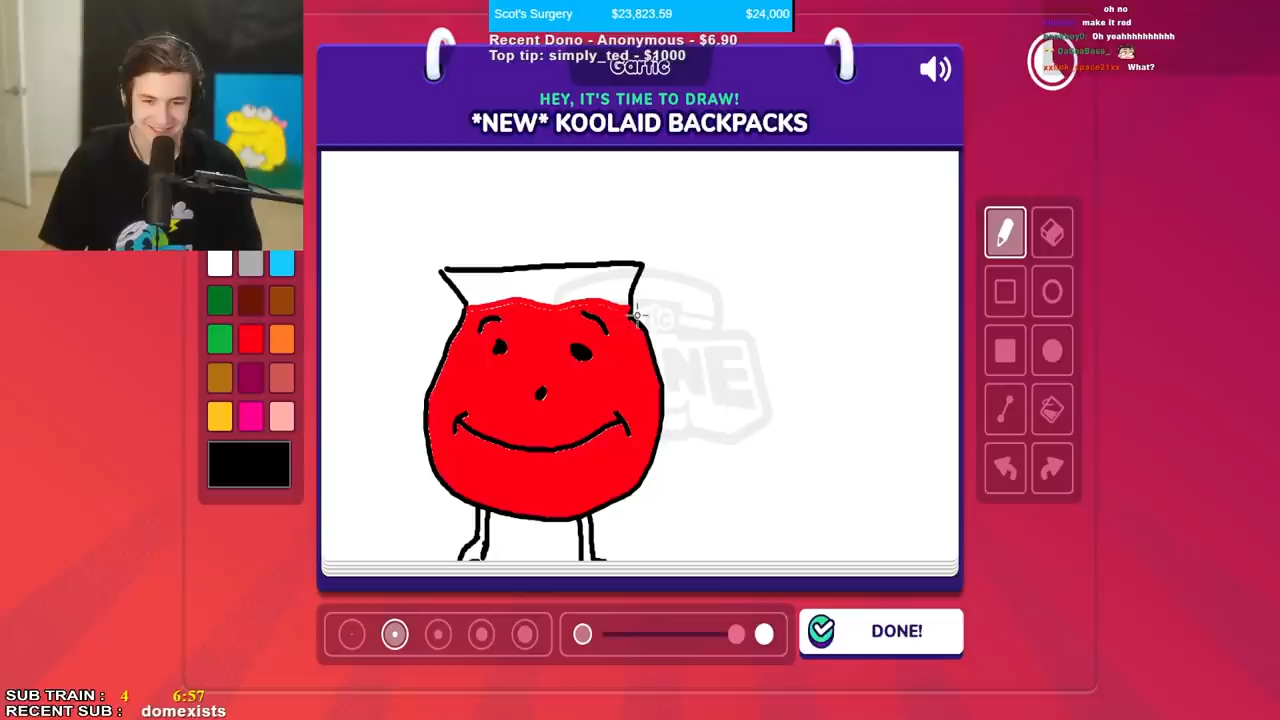 Scot's Surgery $23,823.59 $24,000
Recent Dono - Anonymous - $6.90
Top tip: simply_ted - $1000
Gartic
HEY, IT'S TIME TO DRAW!
*NEW* KOOLAID BACKPACKS
oh no
make it red
Oh yeahhhhhhhhhh
What?
DONE!
SUB TRAIN : 4 6:57
RECENT SUB : domexists